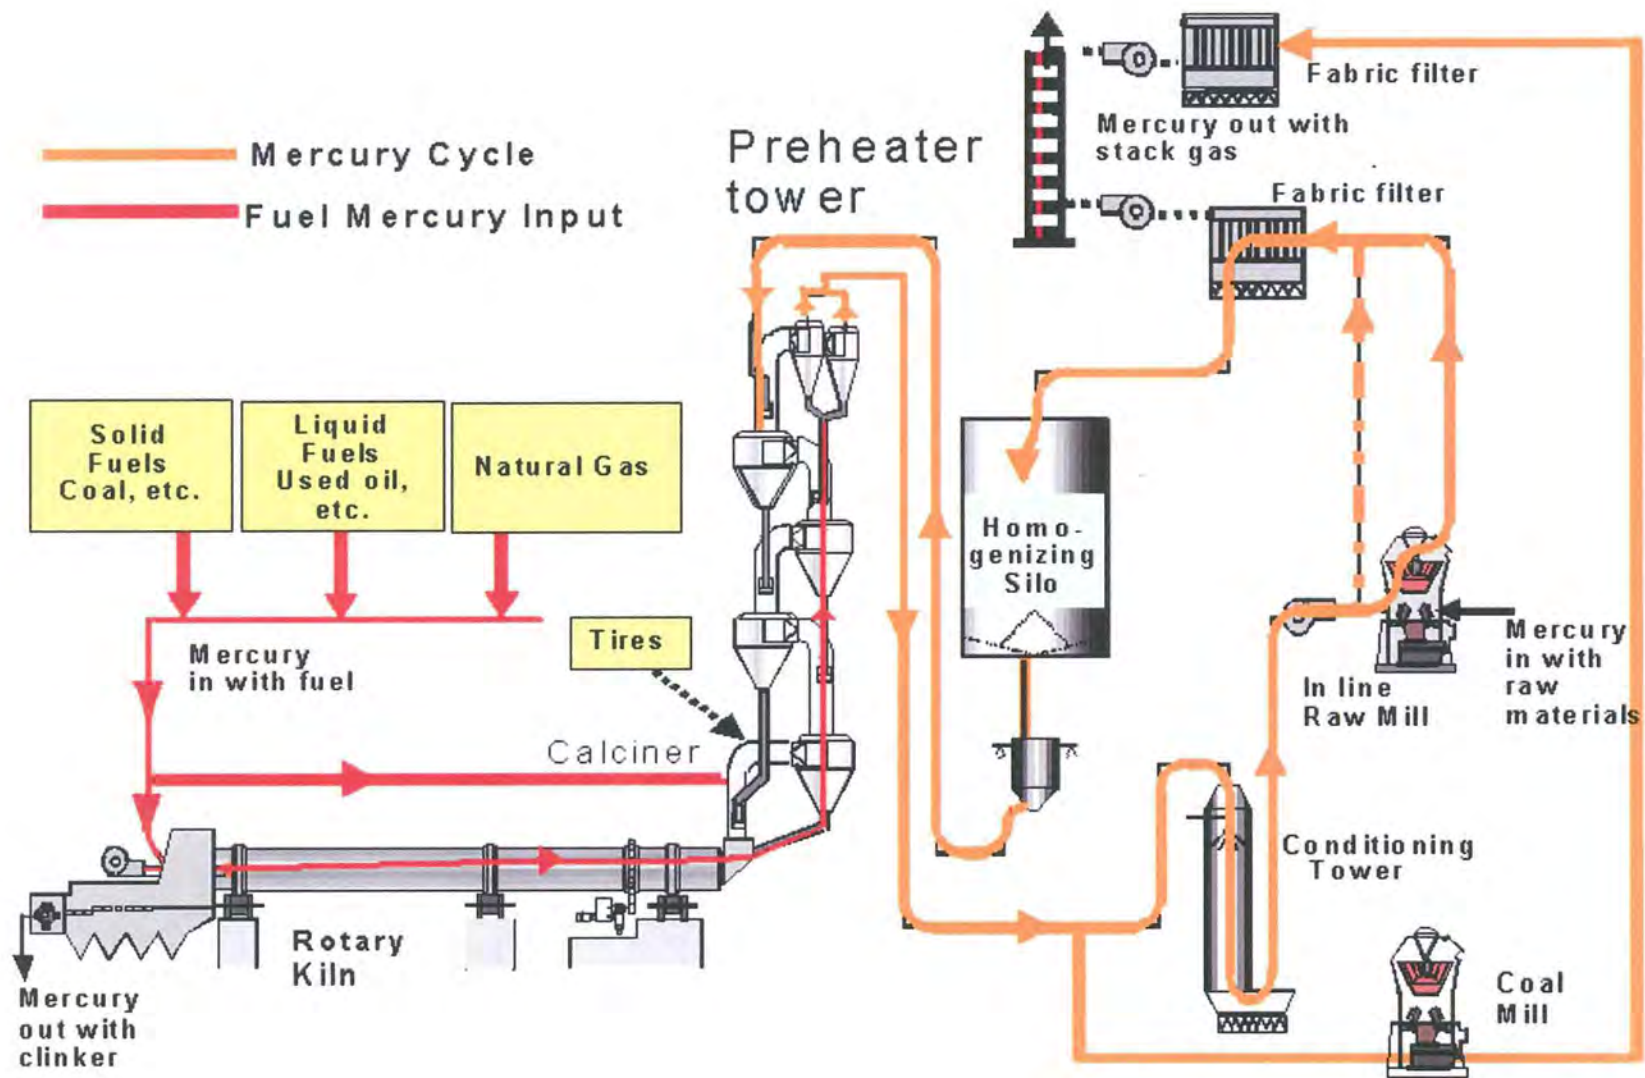 Mercury Cycle
Fuel Mercury Input
Preheater
tower
Fabric filter
Mercury out with
stack gas
Fabric filter
Solid
Fuels
Coal, etc.
Liquid
Fuels
Used oil,
etc.
Natural Gas
Mercury
in with fuel
Tires
Calciner
Homo-
genizing
Silo
In line
Raw Mill
Mercury
in with
raw
materials
Conditioning
Tower
Rotary
Kiln
Mercury
out with
clinker
Coal
Mill